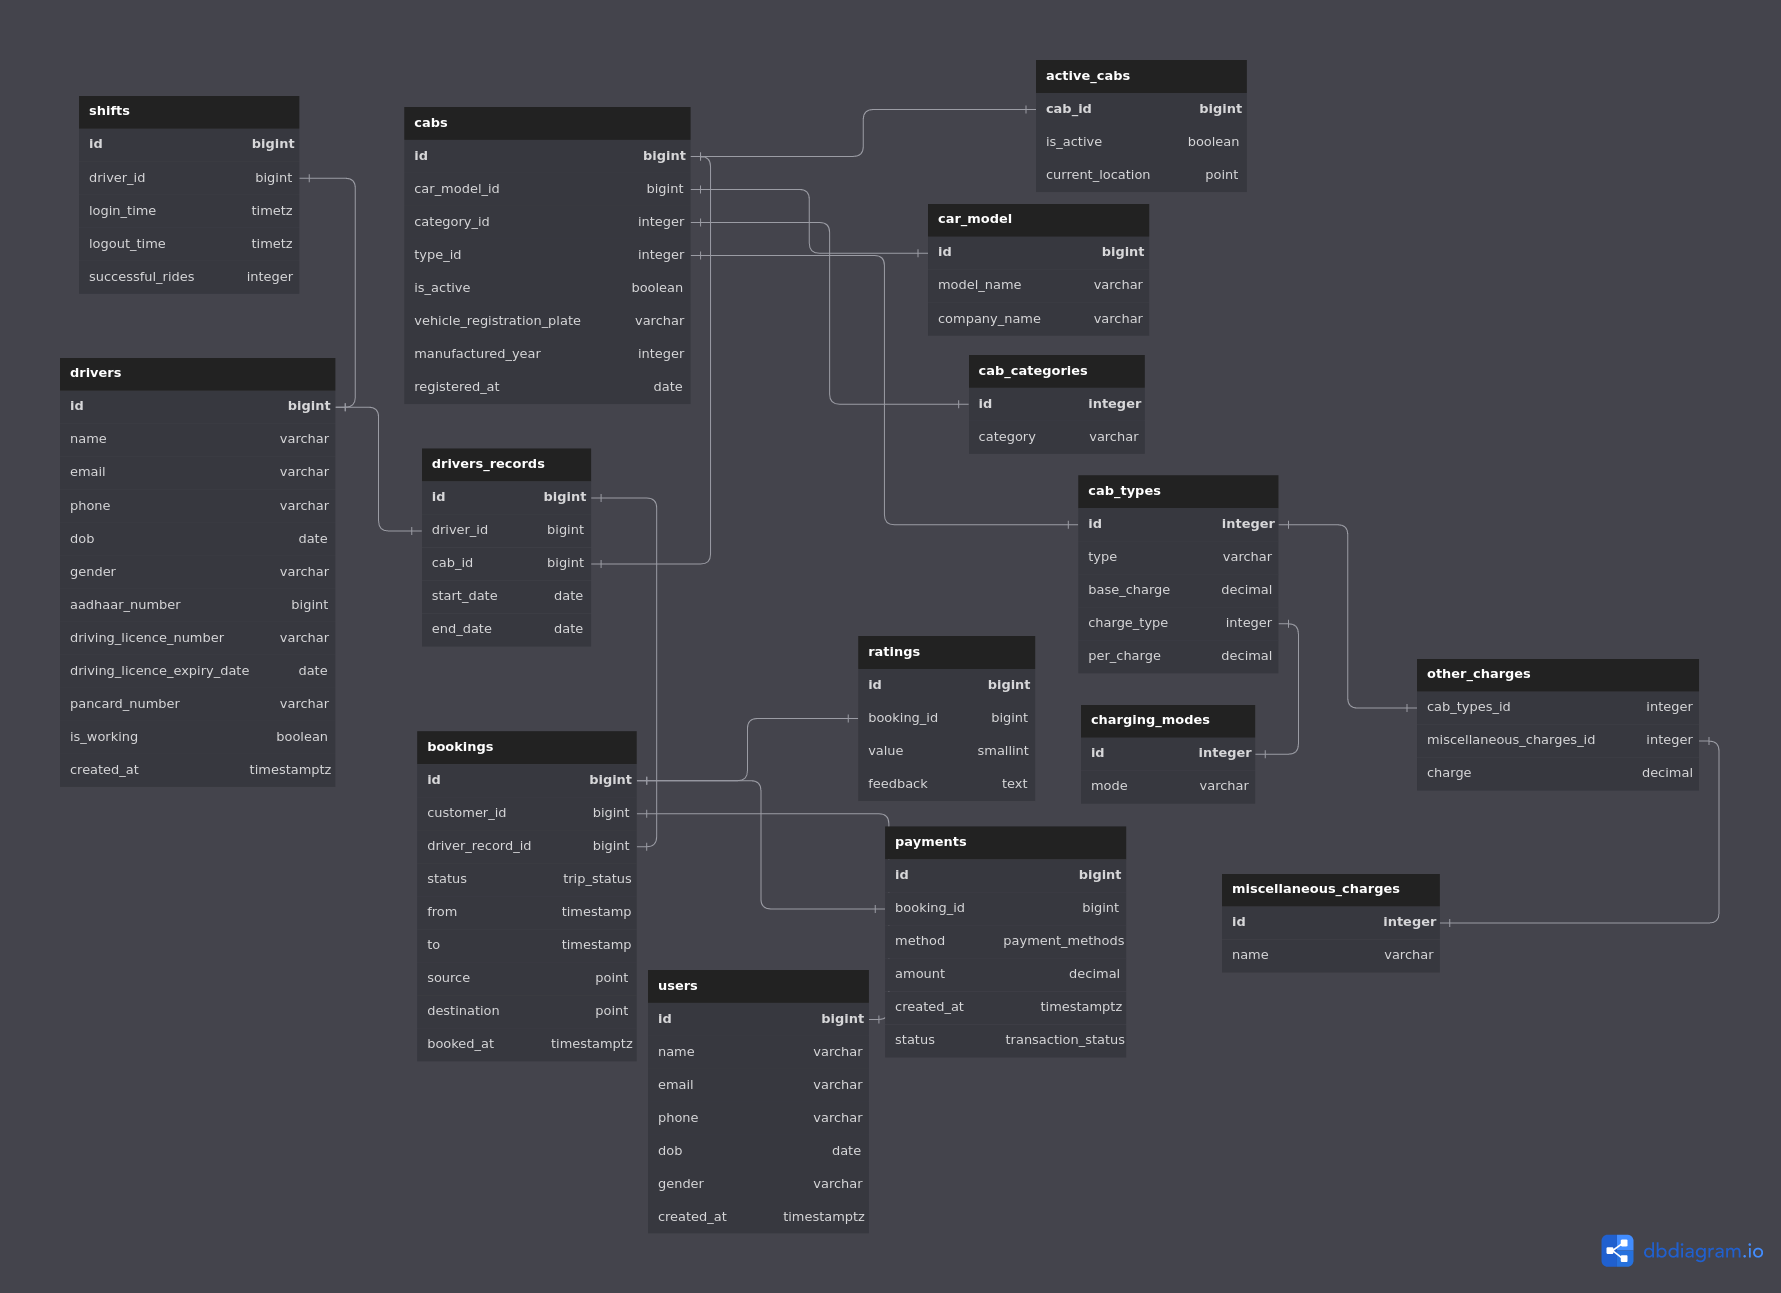 shifts
id bigint
driver_id bigint
login_time timetz
logout_time timetz
successful_rides integer
cabs
id bigint
car_model_id bigint
category_id integer
type_id integer
is_active boolean
vehicle_registration_plate varchar
manufactured_year integer
registered_at date
active_cabs
cab_id bigint
is_active boolean
current_location point
car_model
id bigint
model_name varchar
company_name varchar
cab_categories
id integer
category varchar
drivers
id bigint
name varchar
email varchar
phone varchar
dob date
gender varchar
aadhaar_number bigint
driving_licence_number varchar
driving_licence_expiry_date date
pancard_number varchar
is_working boolean
created_at timestamptz
drivers_records
id bigint
driver_id bigint
cab_id bigint
start_date date
end_date date
cab_types
id integer
type varchar
base_charge decimal
charge_type integer
per_charge decimal
ratings
id bigint
booking_id bigint
value smallint
feedback text
charging_modes
id integer
mode varchar
other_charges
cab_types_id integer
miscellaneous_charges_id integer
charge decimal
bookings
id bigint
customer_id bigint
driver_record_id bigint
status trip_status
from timestamp
to timestamp
source point
destination point
booked_at timestamptz
payments
id bigint
booking_id bigint
method payment_methods
amount decimal
created_at timestamptz
status transaction_status
miscellaneous_charges
id integer
name varchar
users
id bigint
name varchar
email varchar
phone varchar
dob date
gender varchar
created_at timestamptz
dbdiagram.io